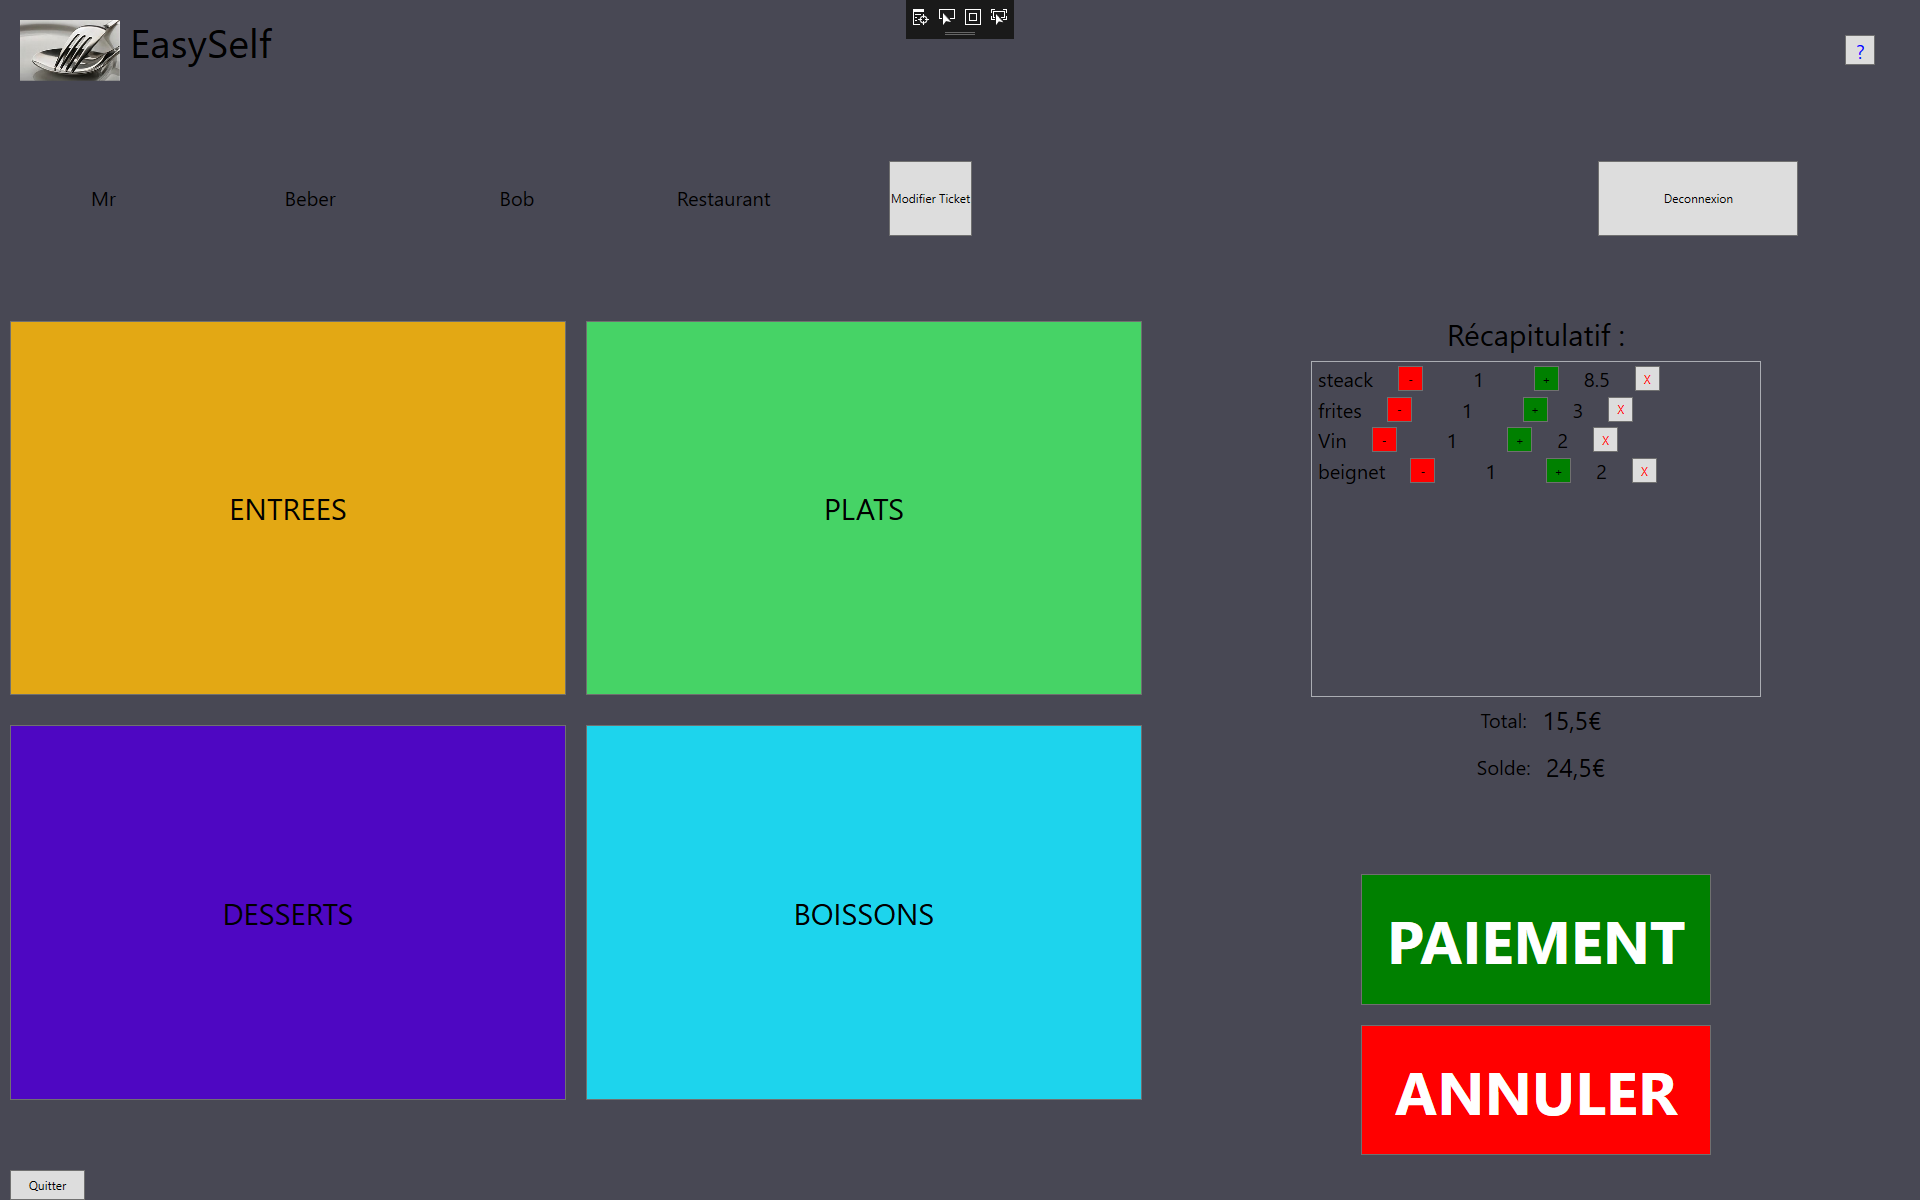 EasySelf
?
Mr Beber Bob Restaurant Modifier Ticket Deconnexion
ENTREES
PLATS
DESSERTS
BOISSONS
Récapitulatif :
steack - 1 + 8.5 X
frites - 1 + 3 X
Vin - 1 + 2 X
beignet - 1 + 2 X
Total: 15,5€
Solde: 24,5€
PAIEMENT
ANNULER
Quitter